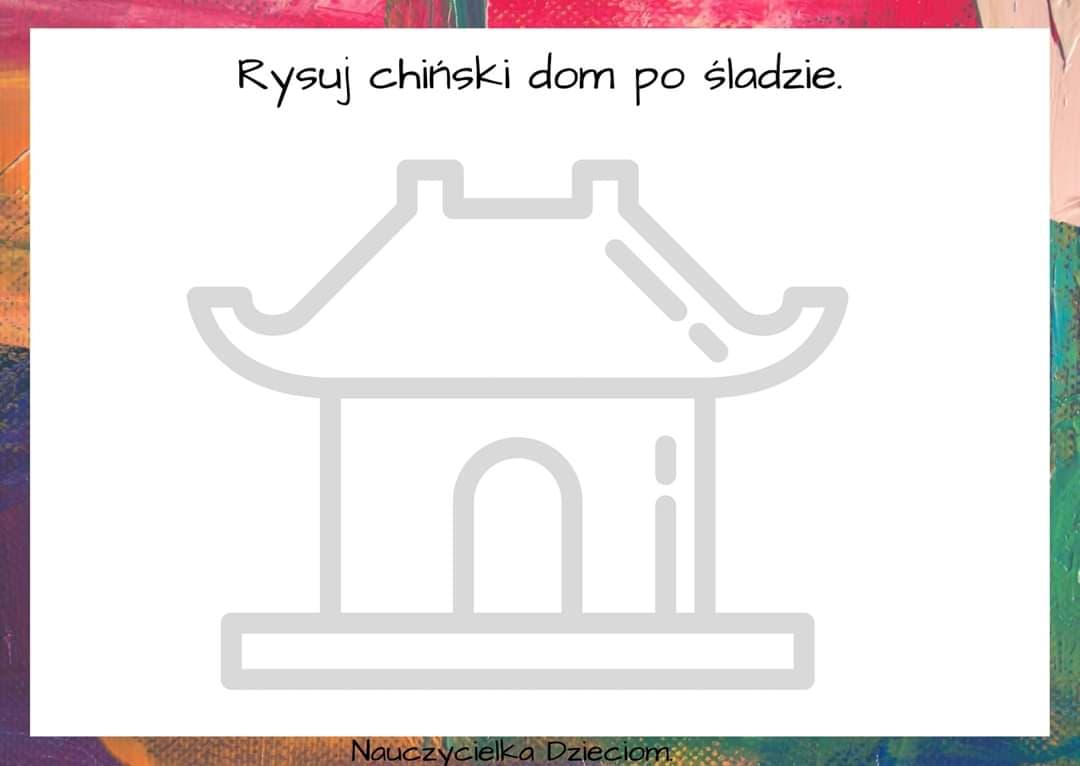 Rysuj chiński dom po śladzie.
Nauczycielka Dzieciom.